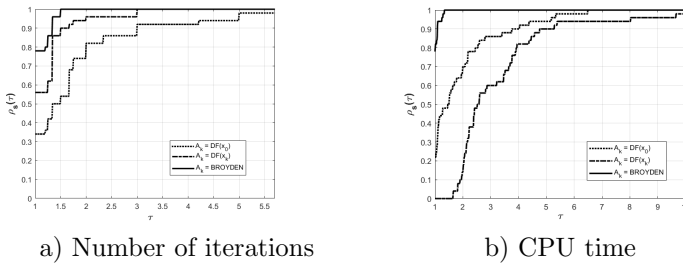 1
0.9
0.8
0.7
0.6
0.5
0.4
0.3
0.2
0.1
0
ρs(τ)
1 1.5 2 2.5 3 3.5 4 4.5 5 5.5
τ
Ak = DF(x0)
Ak = DF(xk)
Ak = BROYDEN
a) Number of iterations
1
0.9
0.8
0.7
0.6
0.5
0.4
0.3
0.2
0.1
0
ρs(τ)
1 2 3 4 5 6 7 8 9 10
τ
Ak = DF(x0)
Ak = DF(xk)
Ak = BROYDEN
b) CPU time